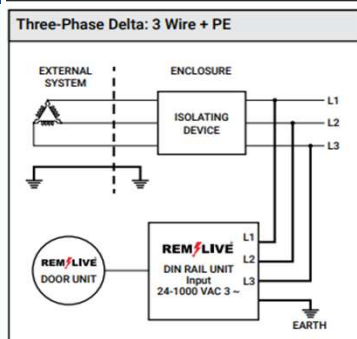 Three-Phase Delta: 3 Wire + PE
EXTERNAL
SYSTEM
ENCLOSURE
ISOLATING
DEVICE
L1
L2
L3
REM LIVE
DOOR UNIT
REM LIVE
DIN RAIL UNIT
Input
24-1000 VAC 3 ~
L1
L2
L3
EARTH